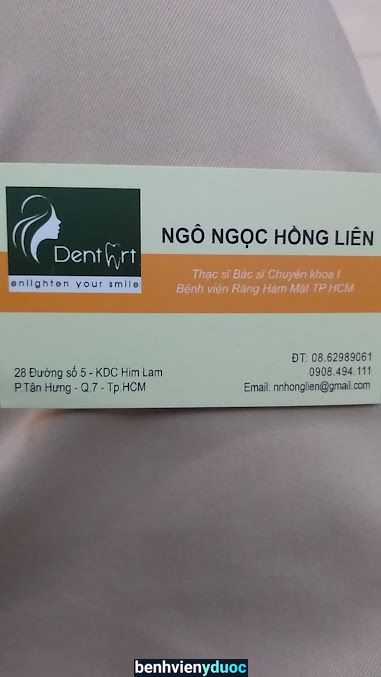 NGÔ NGỌC HỒNG LIÊN
Dent Art
enlighten your smile
Thạc sĩ Bác sĩ Chuyên khoa I
Bệnh viện Răng Hàm Mặt TP HCM
28 Đường số 5 - KDC Him Lam
P.Tân Hưng - Q.7 - Tp.HCM
ĐT: 08.62989061
0908.494.111
Email: nnhonglien@gmail.com
benhvienyduoc